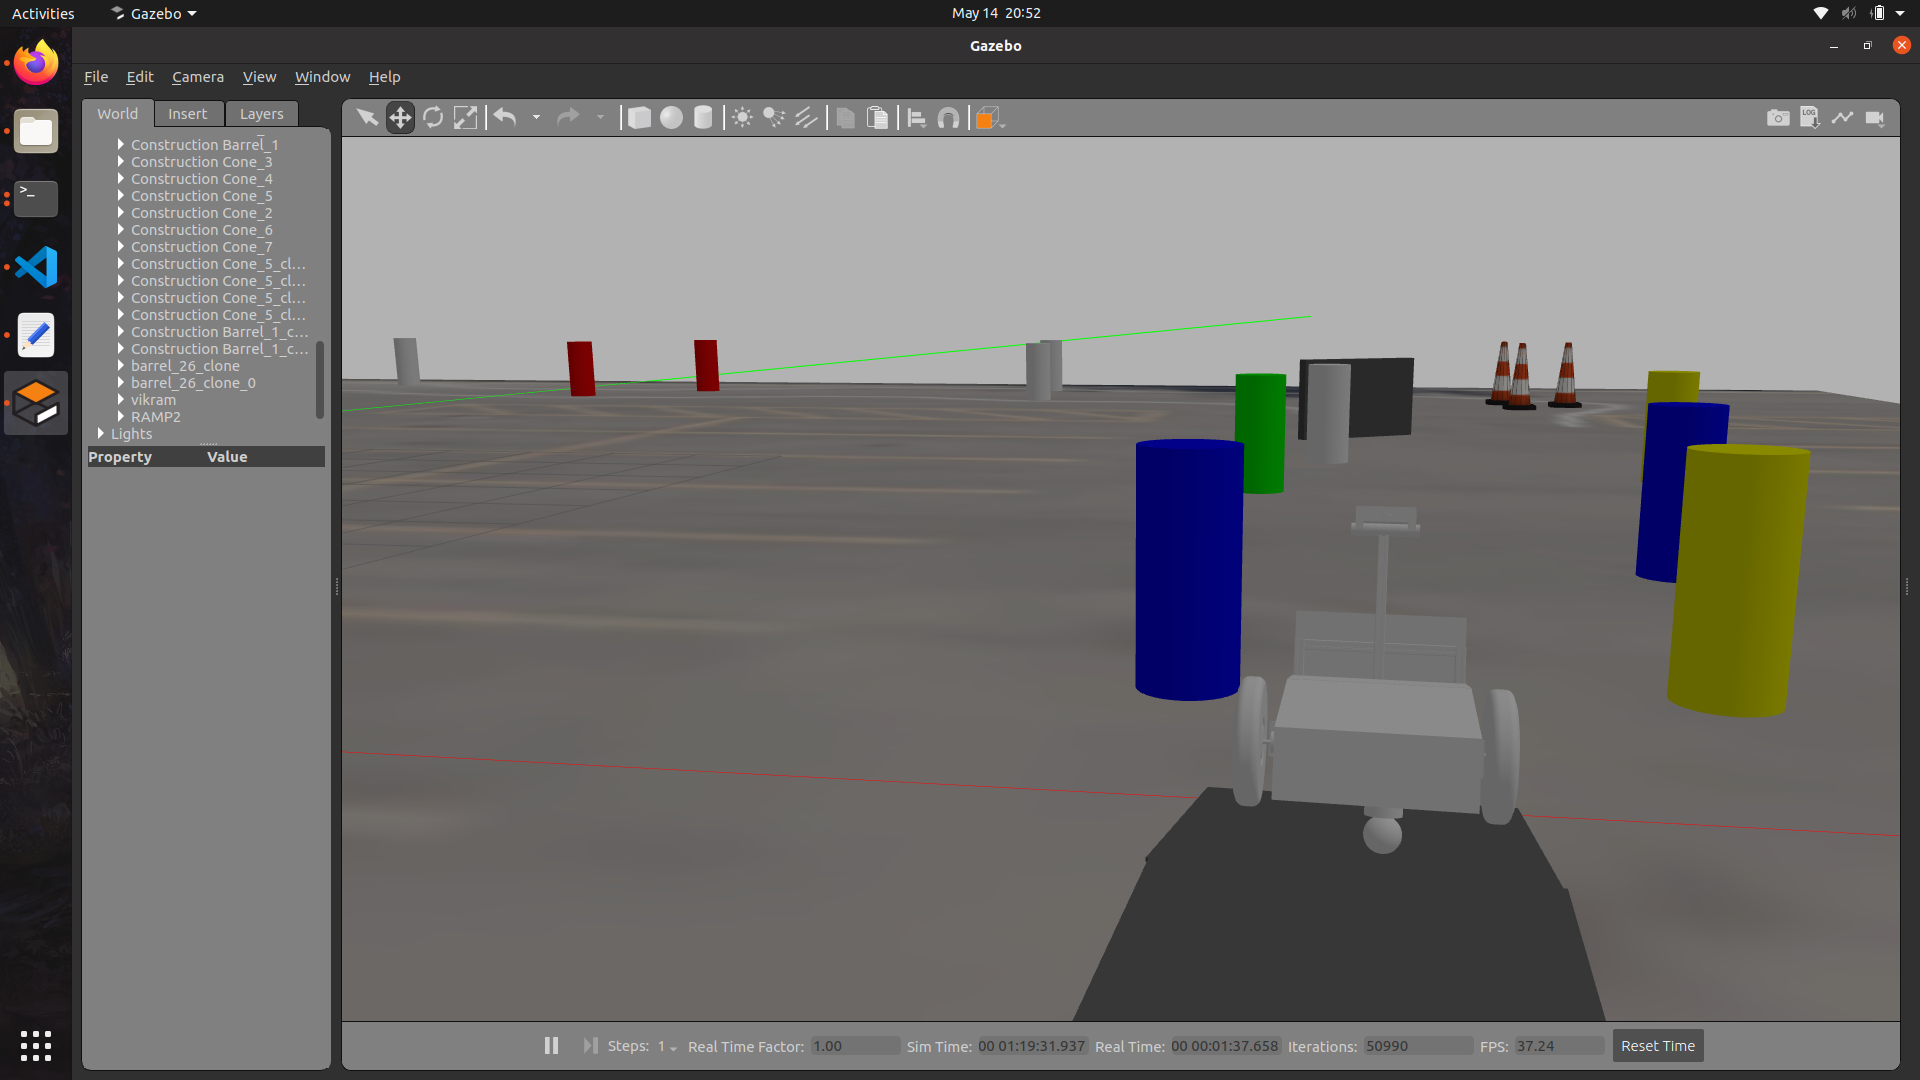 Activities Gazebo May 14 20:52
Gazebo
File Edit Camera View Window Help
World Insert Layers
LOG
Construction Barrel_1
Construction Cone_3
Construction Cone_4
Construction Cone_5
Construction Cone_2
Construction Cone_6
Construction Cone_7
Construction Cone_5_cl...
Construction Cone_5_cl...
Construction Cone_5_cl...
Construction Cone_5_cl...
Construction Barrel_1_c...
Construction Barrel_1_c...
barrel_26_clone
barrel_26_clone_0
vikram
RAMP2
Lights
Property Value
Steps: 1 Real Time Factor: 1.00 Sim Time: 00 01:19:31.937 Real Time: 00 00:01:37.658 Iterations: 50990 FPS: 37.24 Reset Time